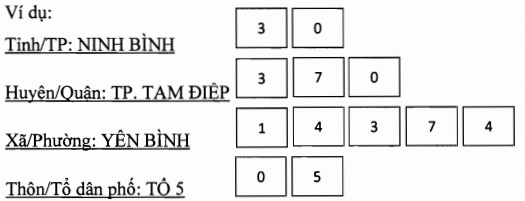 Ví dụ:
Tỉnh/TP: NINH BÌNH 3 0
Huyện/Quận: TP. TAM ĐIỆP 3 7 0
Xã/Phường: YÊN BÌNH 1 4 3 7 4
Thôn/Tổ dân phố: TỔ 5 0 5